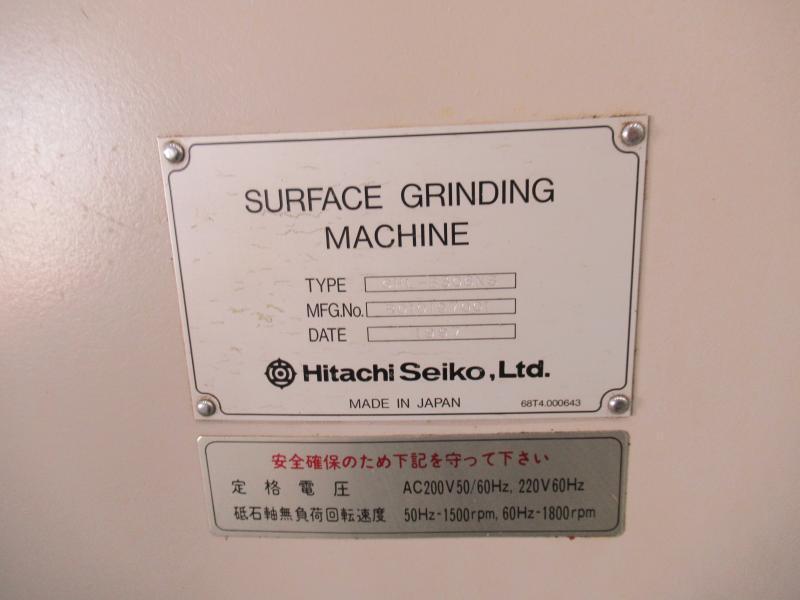 SURFACE GRINDING
MACHINE
TYPE
MFG.No.
DATE 1987
Hitachi Seiko, Ltd.
MADE IN JAPAN 68T4.000643
安全確保のため下記を守って下さい
定格電圧 AC200V50/60Hz, 220V60Hz
砥石軸無負荷回転速度 50Hz-1500rpm, 60Hz-1800rpm